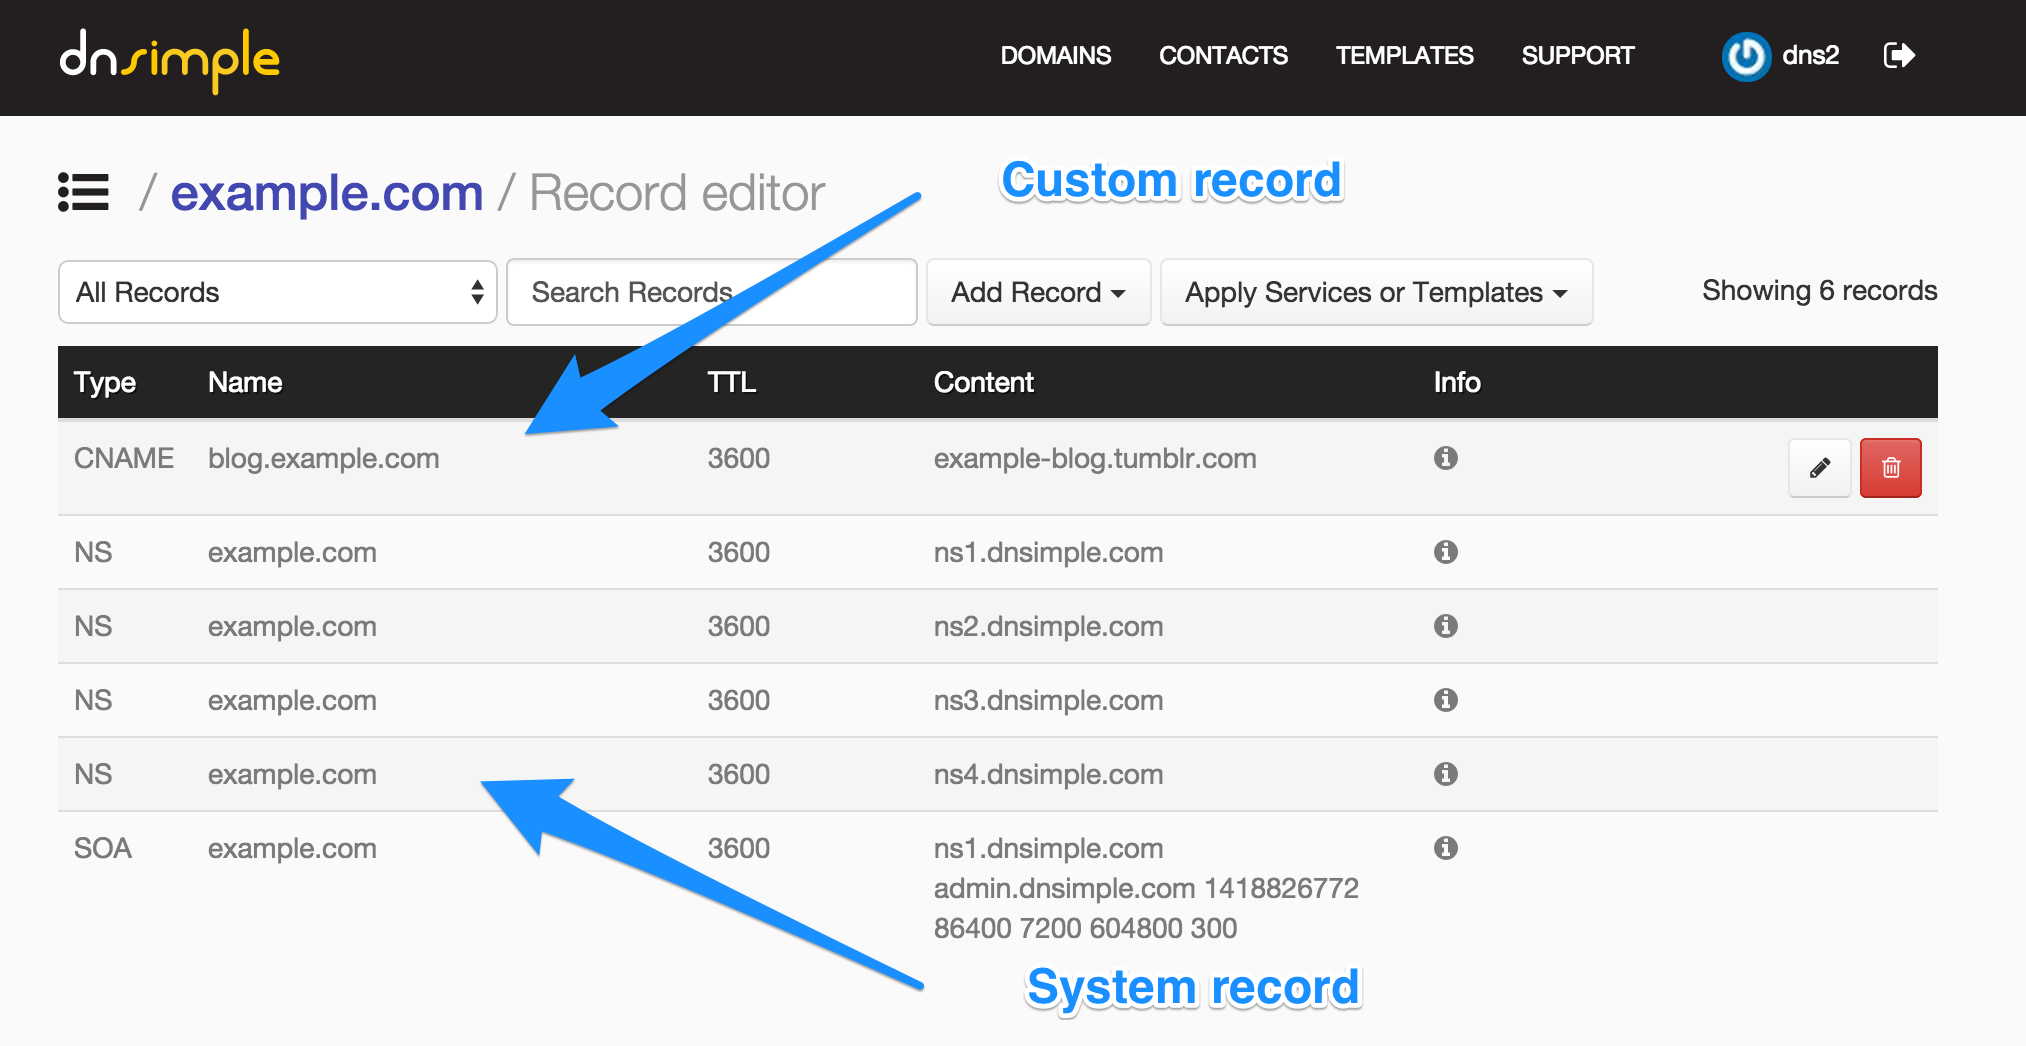 dnsimple
DOMAINS CONTACTS TEMPLATES SUPPORT dns2
/ example.com / Record editor
Custom record
All Records Search Records Add Record Apply Services or Templates Showing 6 records
Type Name TTL Content Info
CNAME blog.example.com 3600 example-blog.tumblr.com
NS example.com 3600 ns1.dnsimple.com
NS example.com 3600 ns2.dnsimple.com
NS example.com 3600 ns3.dnsimple.com
NS example.com 3600 ns4.dnsimple.com
SOA example.com 3600 ns1.dnsimple.com
admin.dnsimple.com 1418826772
86400 7200 604800 300
System record